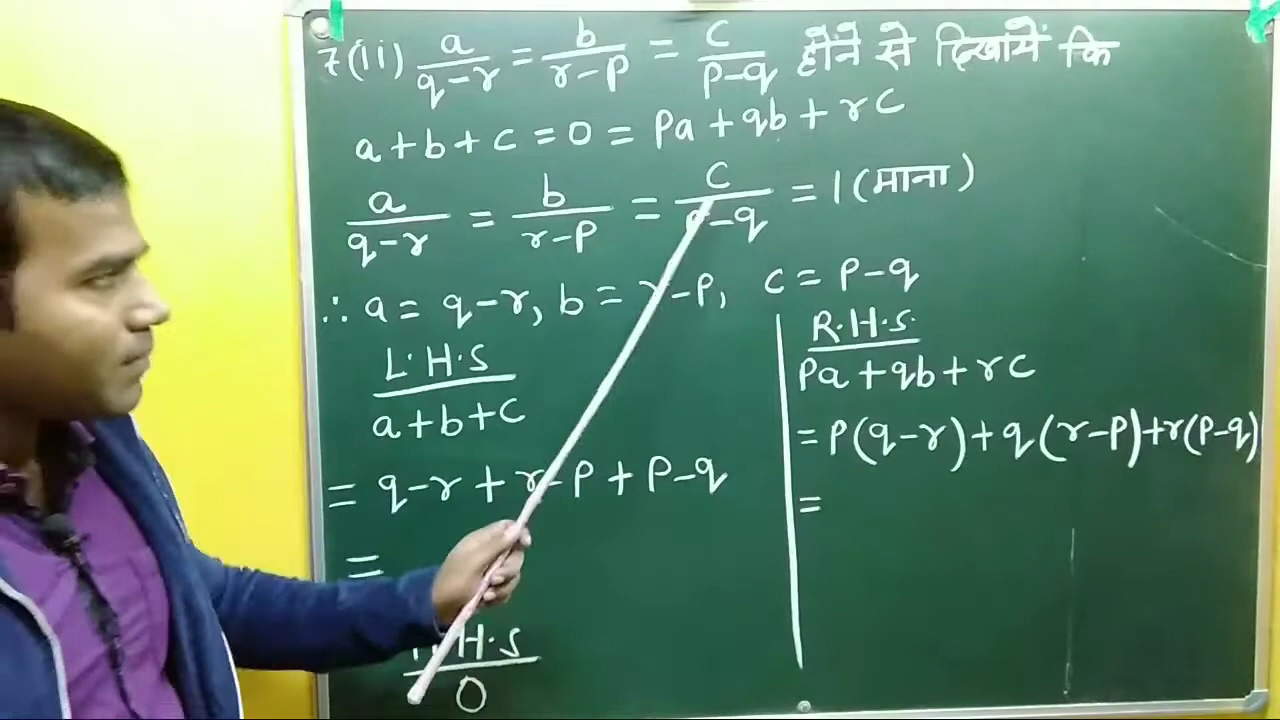 7(ii) a/(q-r) = b/(r-p) = c/(p-q) होने से दिखायें कि
a+b+c = 0 = pa + qb + rc
a/(q-r) = b/(r-p) = c/(p-q) = 1 (माना)
∴ a = q-r, b = r-p, c = p-q
L.H.S
a+b+c
= q-r + r-p + p-q
=
H.S
0
R.H.S.
pa+qb+rc
= p(q-r)+q(r-p)+r(p-q)
=